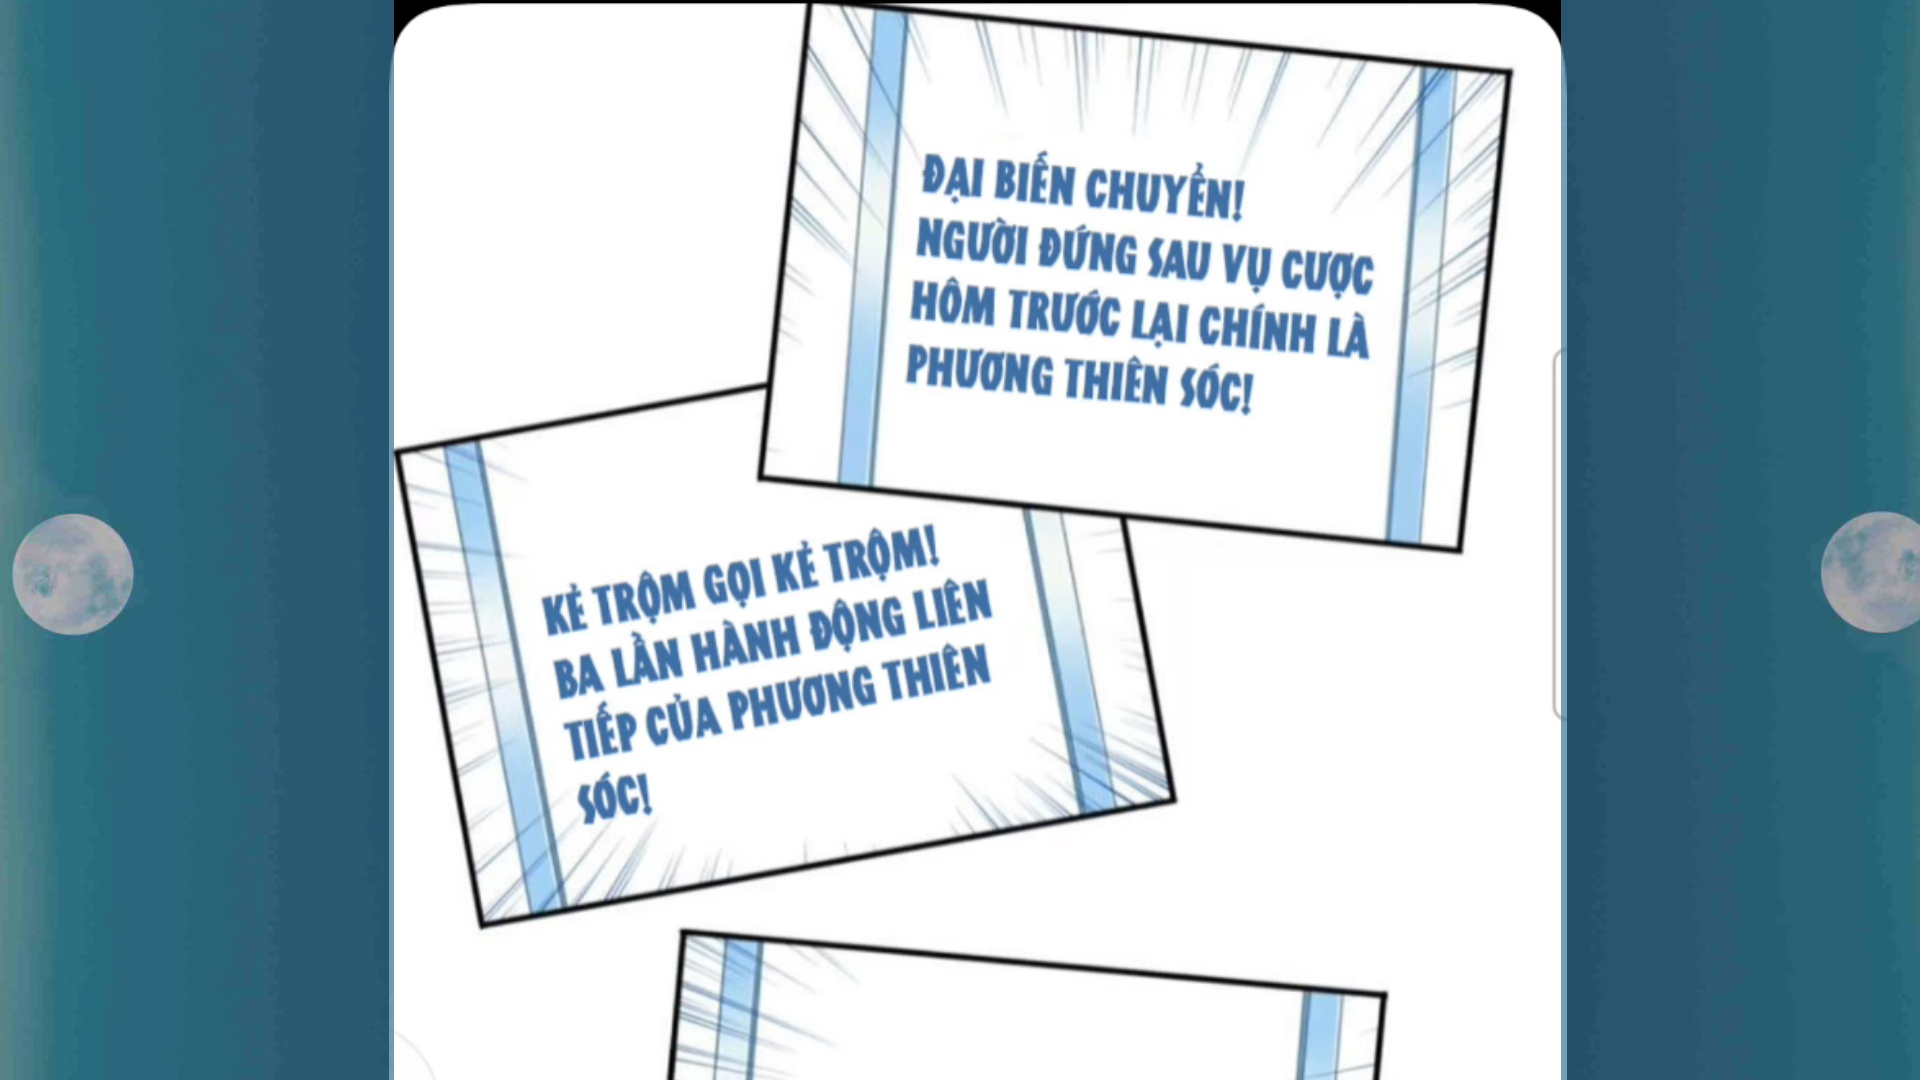 ĐẠI BIẾN CHUYỂN!
NGƯỜI ĐỨNG SAU VỤ CƯỢC
HÔM TRƯỚC LẠI CHÍNH LÀ
PHƯƠNG THIÊN SÓC!
KẺ TRỘM GỌI KẺ TRỘM!
BA LẦN HÀNH ĐỘNG LIÊN
TIẾP CỦA PHƯƠNG THIÊN
SÓC!